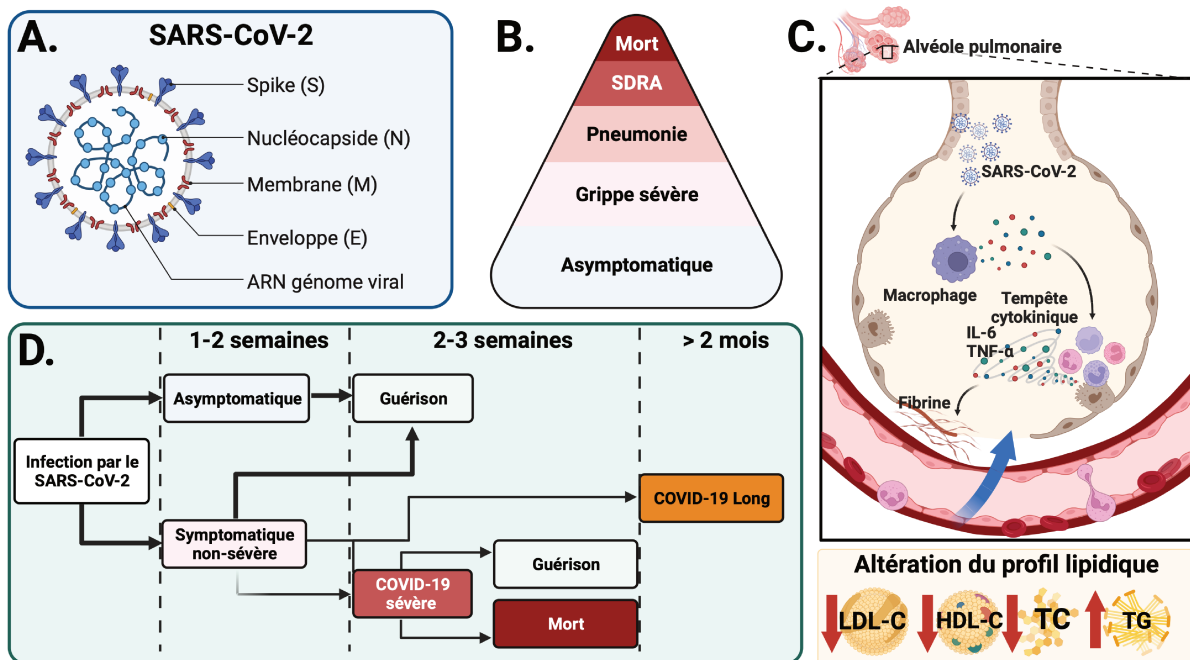 A.
SARS-CoV-2
Spike (S)
Nucléocapside (N)
Membrane (M)
Enveloppe (E)
ARN génome viral
B.
Mort
SDRA
Pneumonie
Grippe sévère
Asymptomatique
C.
Alvéole pulmonaire
SARS-CoV-2
Macrophage
Tempête
cytokinique
IL-6
TNF-α
Fibrine
Altération du profil lipidique
LDL-C
HDL-C
TC
TG
D.
1-2 semaines
2-3 semaines
> 2 mois
Asymptomatique
Guérison
Infection par le
SARS-CoV-2
COVID-19 Long
Symptomatique
non-sévère
Guérison
COVID-19
sévère
Mort